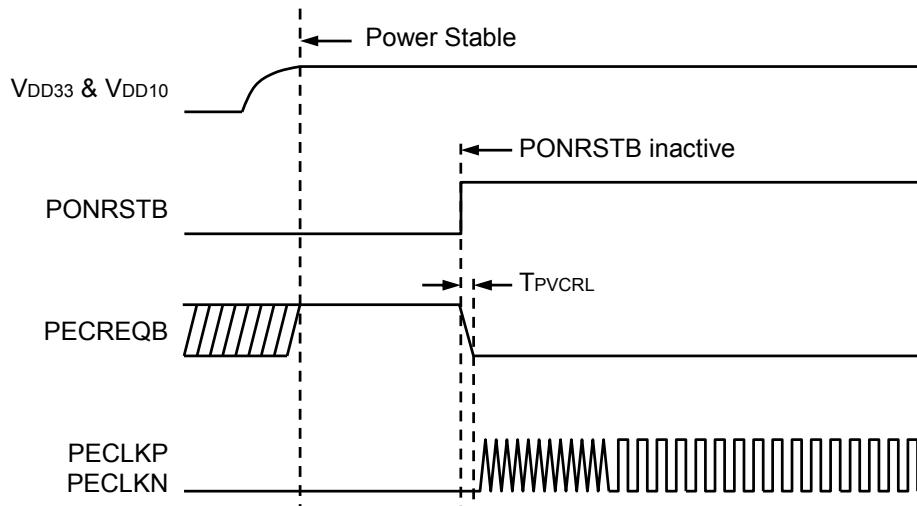 Power Stable
VDD33 & VDD10
PONRSTB inactive
PONRSTB
TPVCRL
PECREQB
PECLKP
PECLKN